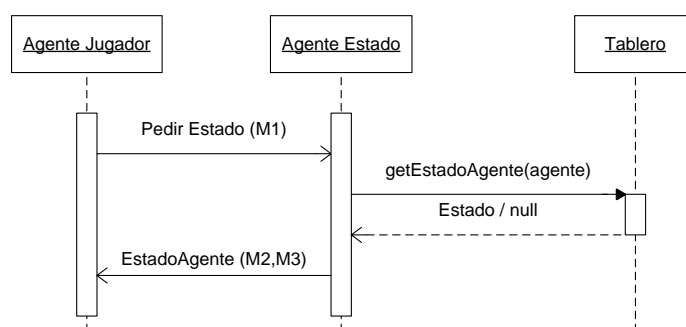 Agente Jugador
Agente Estado
Tablero
Pedir Estado (M1)
getEstadoAgente(agente)
Estado / null
EstadoAgente (M2,M3)